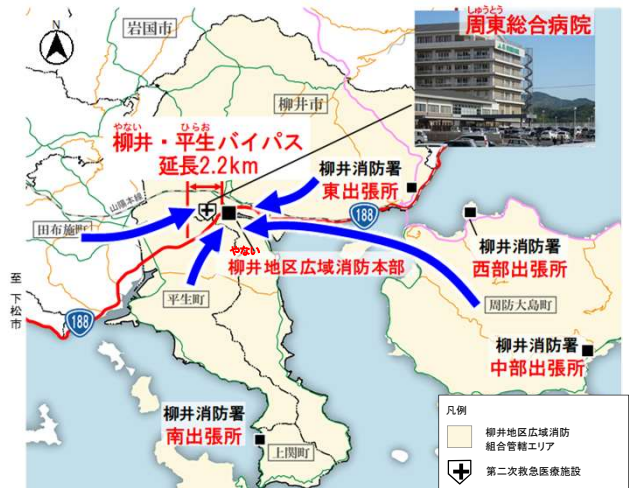 しゅうとう
周東総合病院
N
岩国市
柳井市
やない ひらお
柳井・平生バイパス
延長2.2km
山陰本線
柳井消防署
東出張所
188
田布施町
やない
柳井地区広域消防本部
柳井消防署
西部出張所
至 下松市
188
平生町
周防大島町
柳井消防署
中部出張所
柳井消防署
南出張所
上関町
凡例
柳井地区広域消防
組合管轄エリア
第二次救急医療施設